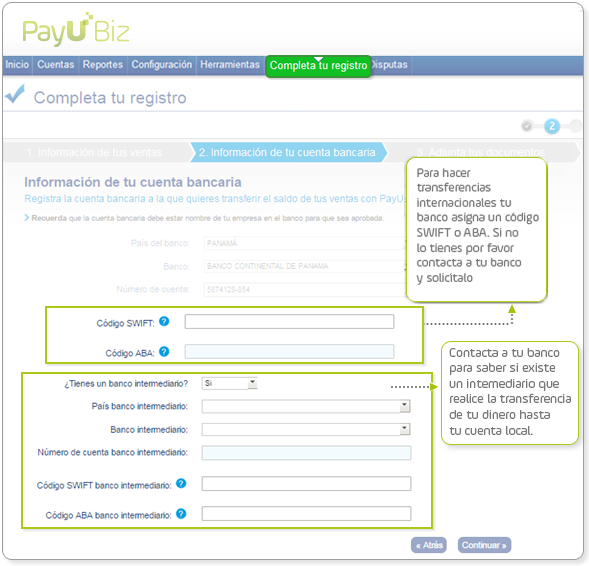 PayU Biz
Inicio Cuentas Reportes Configuración Herramientas Completa tu registro Disputas
Completa tu registro
2
1. Información de tus ventas 2. Información de tu cuenta bancaria 3. Adjunta tus documentos
Información de tu cuenta bancaria
Registra la cuenta bancaria a la que quieres transferir el saldo de tus ventas con PayU
> Recuerda que la cuenta bancaria debe estar nombre de tu empresa en el banco para que sea aprobada.
País del banco: PANAMÁ
Banco: BANCO CONTINENTAL DE PANAMA
Número de cuenta: 5874129-854
Para hacer
transferencias
internacionales tu
banco asigna un código
SWIFT o ABA. Si no
lo tienes por favor
contacta a tu banco
y solicítalo
Código SWIFT: ?
Código ABA: ?
Contacta a tu banco
para saber si existe
un intemediario que
realice la transferencia
de tu dinero hasta
tu cuenta local.
¿Tienes un banco intermediario? Si
País banco intermediario:
Banco intermediario:
Número de cuenta banco intermediario:
Código SWIFT banco intermediario: ?
Código ABA banco intermediario: ?
« Atrás Continuar »